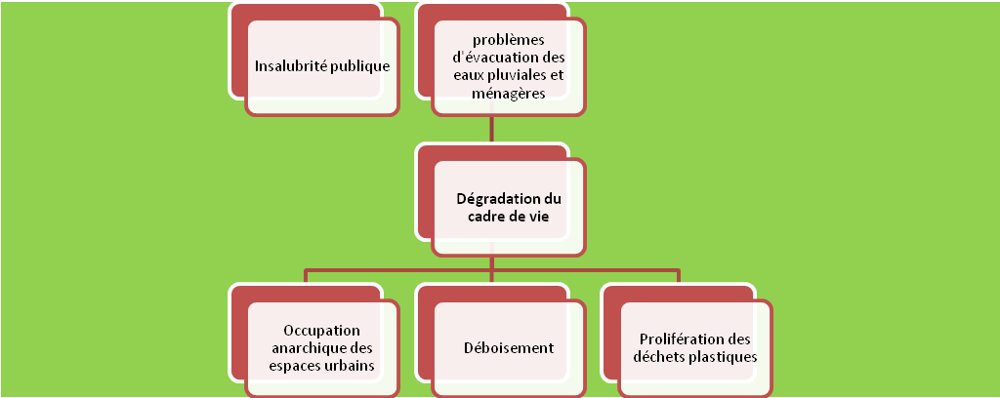 Insalubrité publique
problèmes
d'évacuation des
eaux pluviales et
ménagères
Dégradation du
cadre de vie
Occupation
anarchique des
espaces urbains
Déboisement
Prolifération des
déchets plastiques